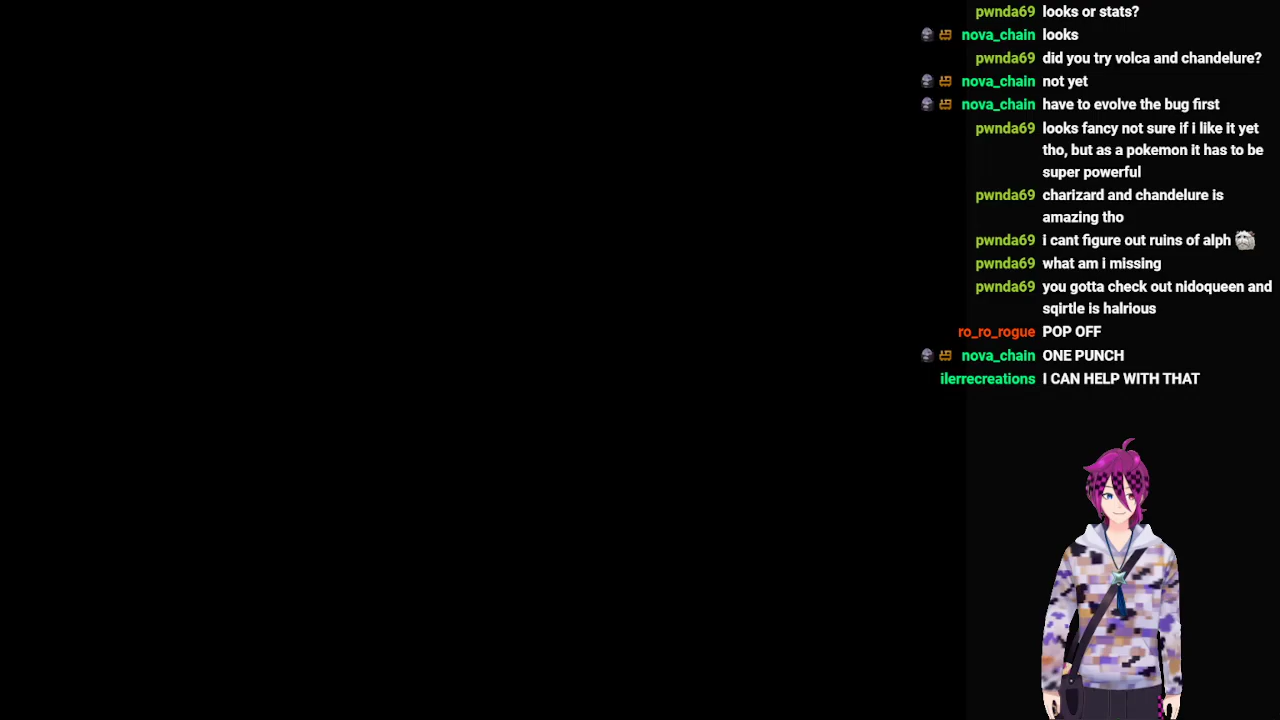 pwnda69 looks or stats?
nova_chain looks
pwnda69 did you try volca and chandelure?
nova_chain not yet
nova_chain have to evolve the bug first
pwnda69 looks fancy not sure if i like it yet
tho, but as a pokemon it has to be
super powerful
pwnda69 charizard and chandelure is
amazing tho
pwnda69 i cant figure out ruins of alph
pwnda69 what am i missing
pwnda69 you gotta check out nidoqueen and
sqirtle is halrious
ro_ro_rogue POP OFF
nova_chain ONE PUNCH
ilerrecreations I CAN HELP WITH THAT